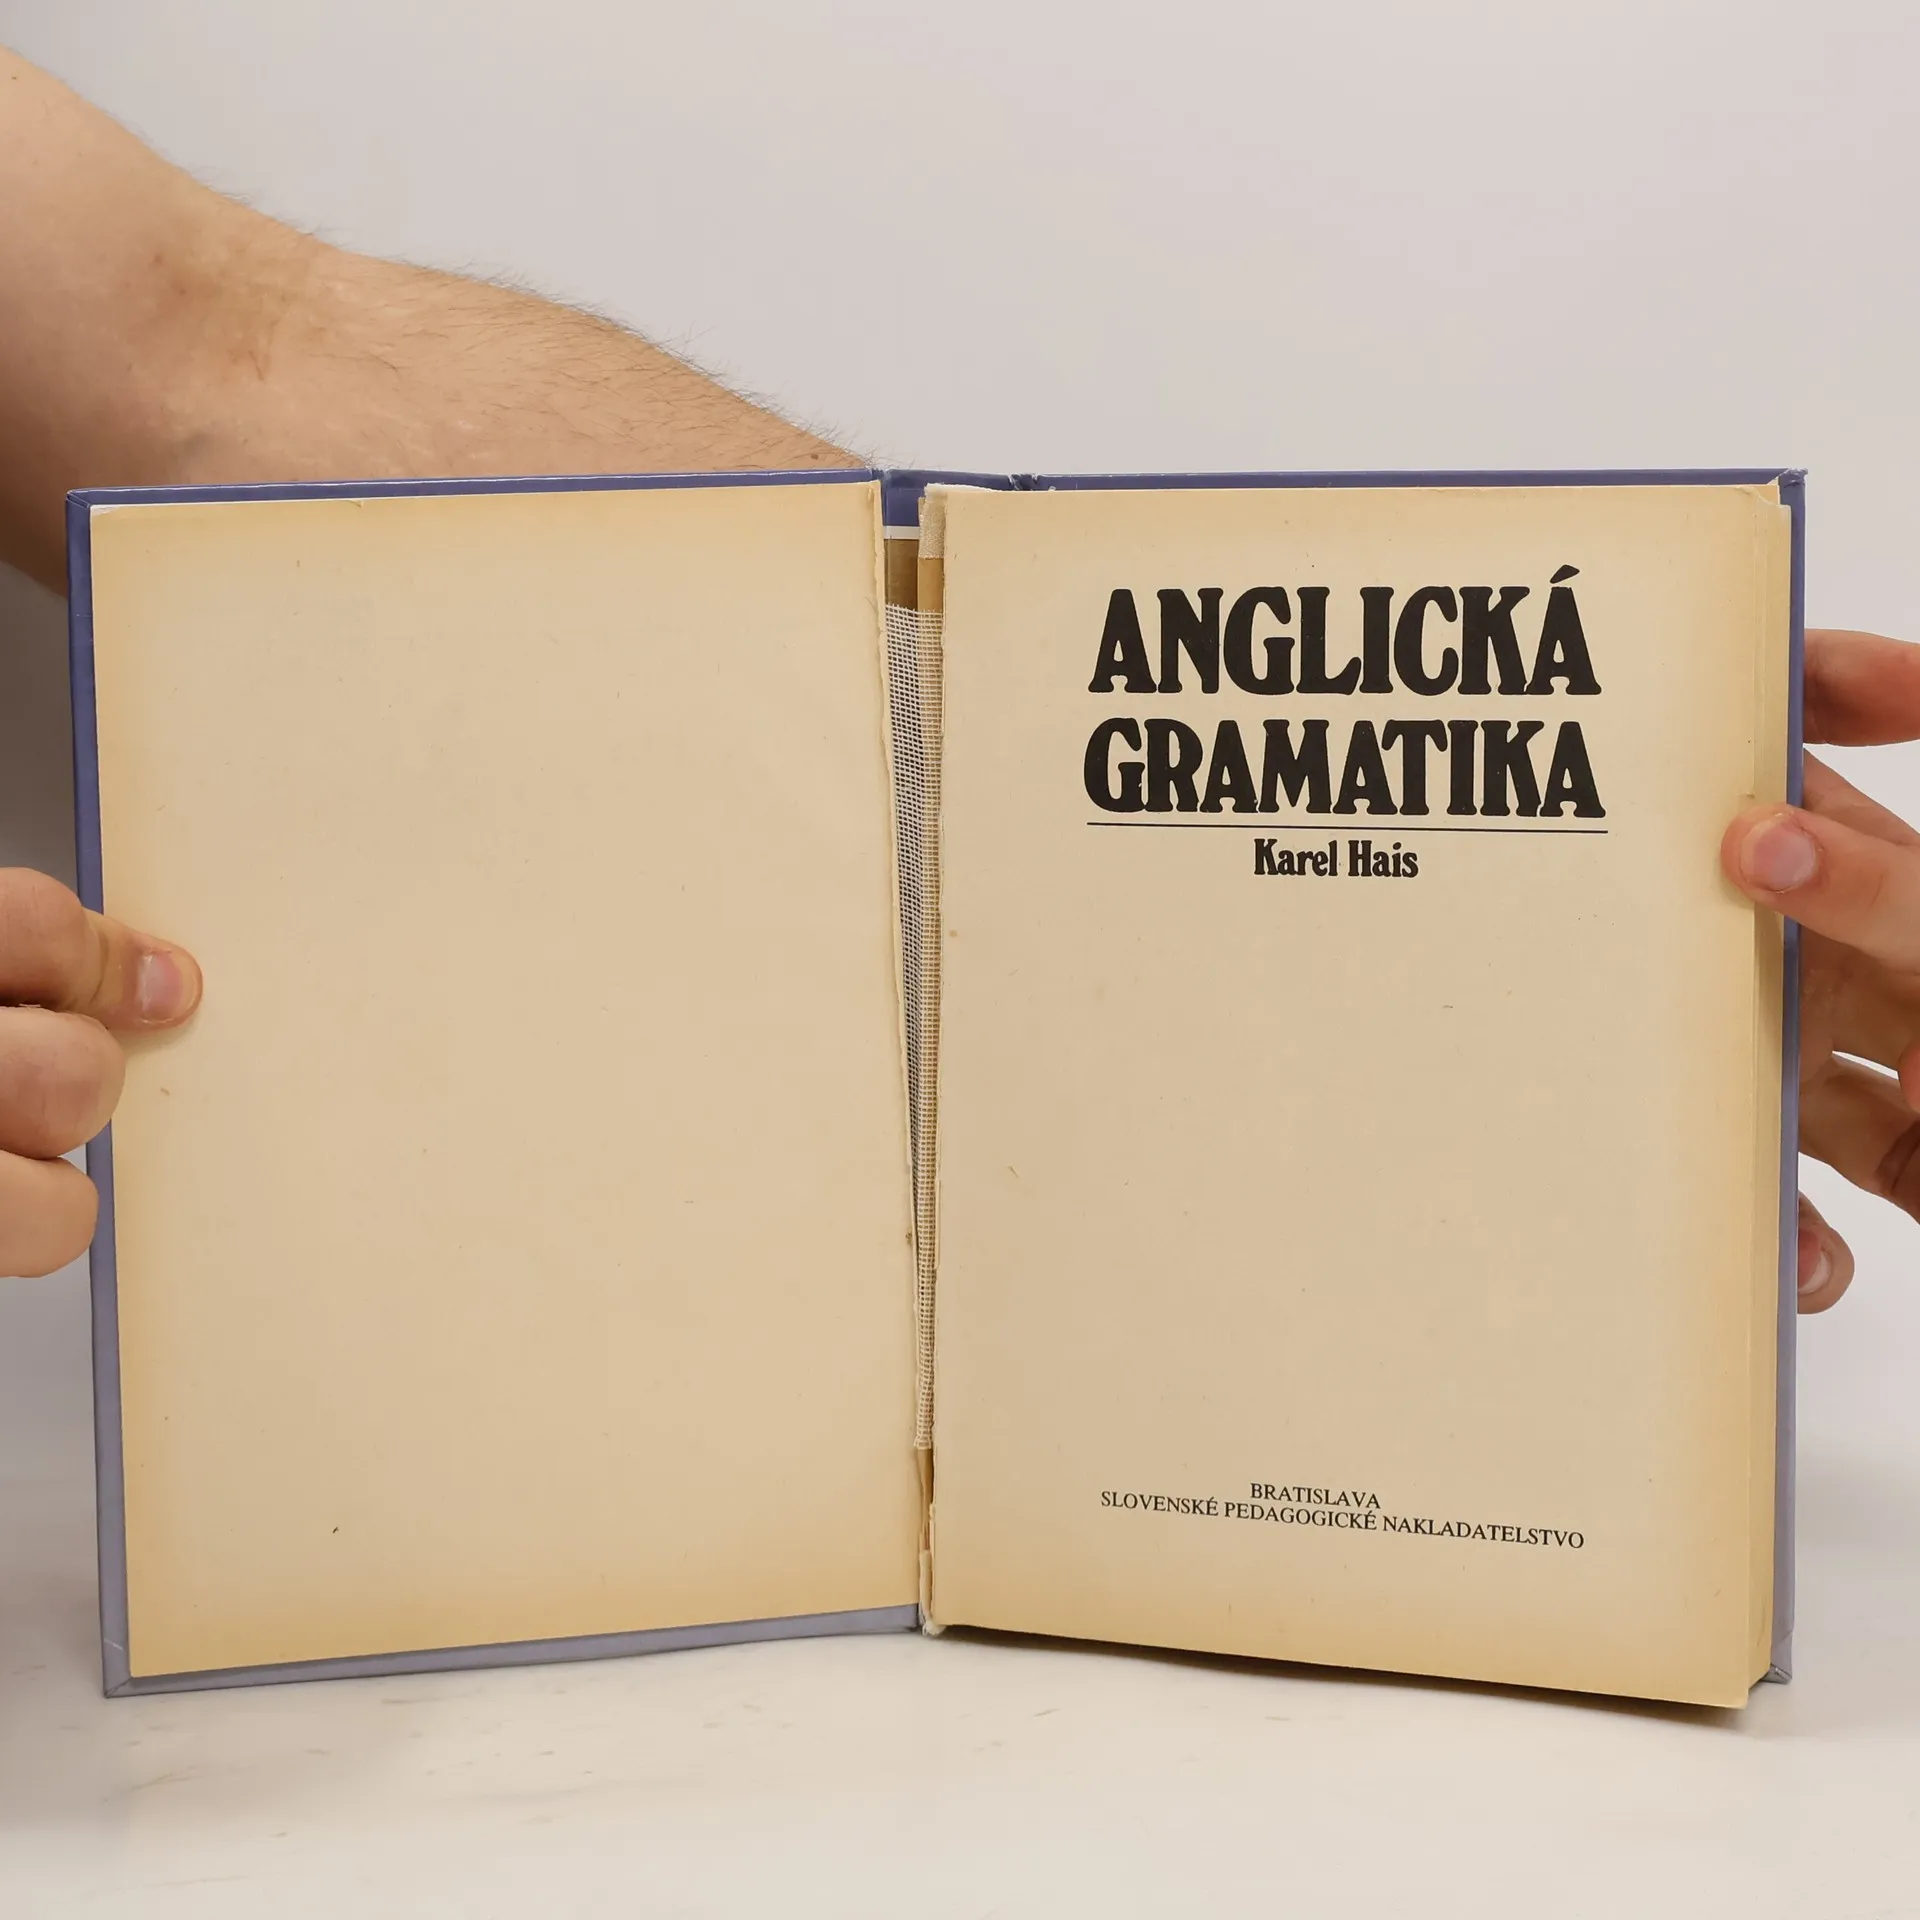 ANGLICKÁ
GRAMATIKA
Karel Hais
BRATISLAVA
SLOVENSKÉ PEDAGOGICKÉ NAKLADATELSTVO